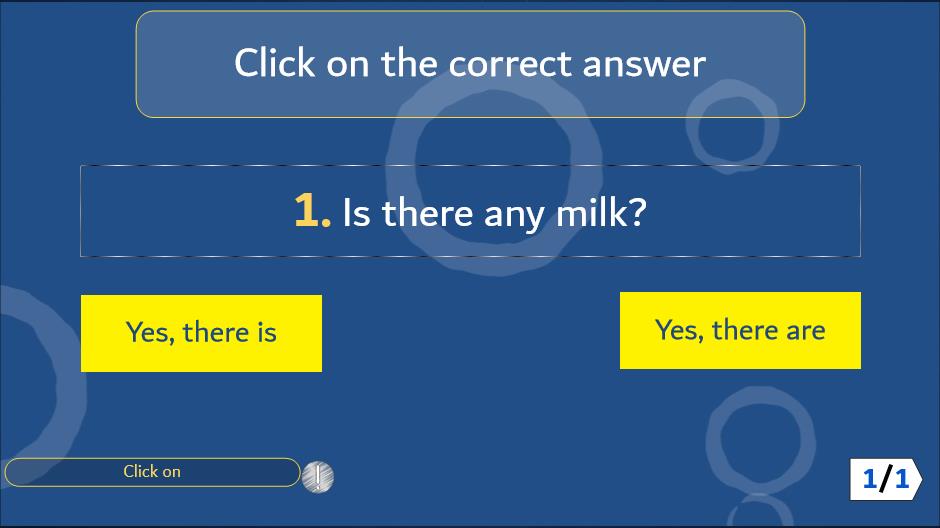 Click on the correct answer
1. Is there any milk?
Yes, there is
Yes, there are
Click on
!
1/1